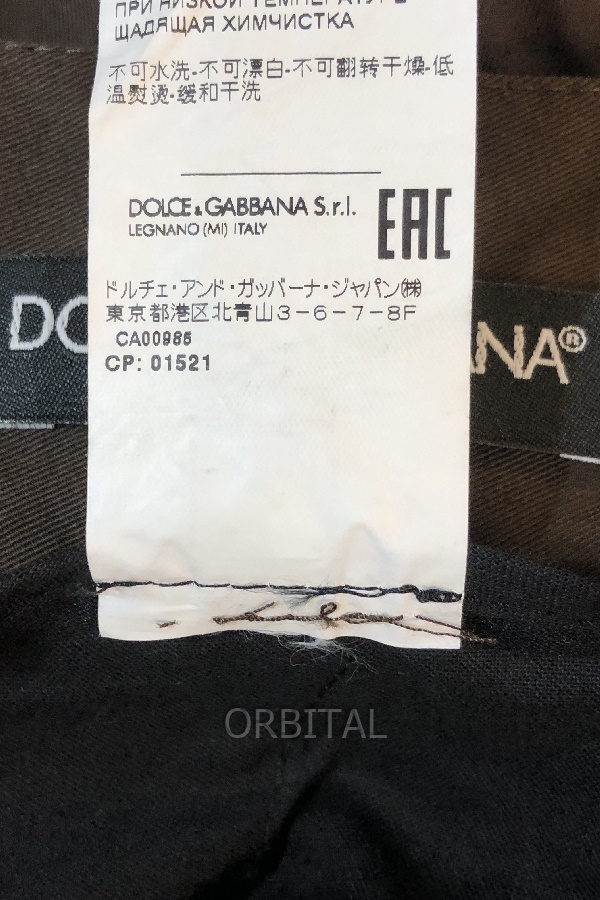 ПРИ НИЗКОЙ ТЕМПЕРАТУРЕ
ЩАДЯЩАЯ ХИМЧИСТКА
不可水洗-不可漂白-不可翻转干燥-低
温熨烫-缓和干洗
DOLCE & GABBANA S.r.l.
LEGNANO (MI) ITALY
EAC
ドルチェ・アンド・ガッバーナ・ジャパン㈱
東京都港区北青山3-6-7-8F
CA00985
CP: 01521
DO
ANA®
ORBITAL